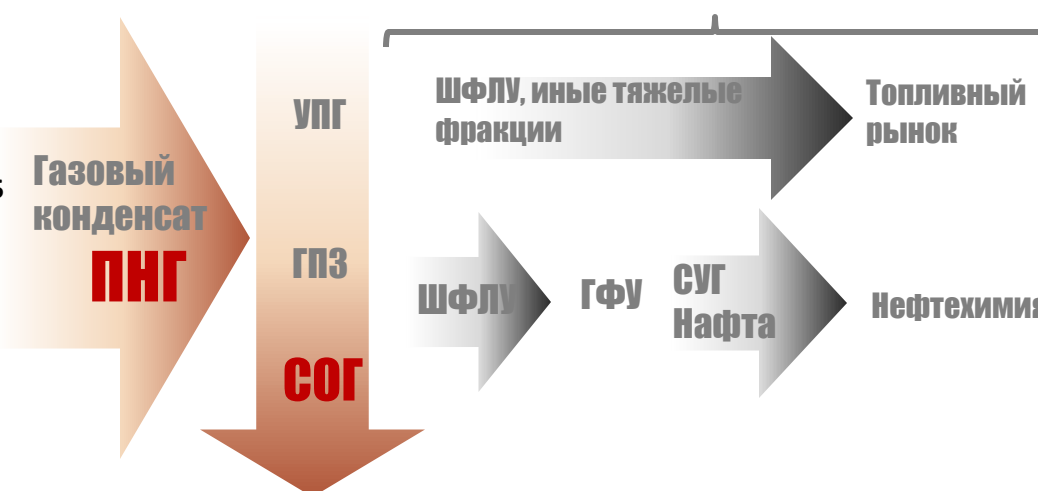 Газовый
конденсат
ПНГ
УПГ
ГПЗ
СОГ
ШФЛУ, иные тяжелые
фракции
Топливный
рынок
ШФЛУ
ГФУ
СУГ
Нафта
Нефтехимия